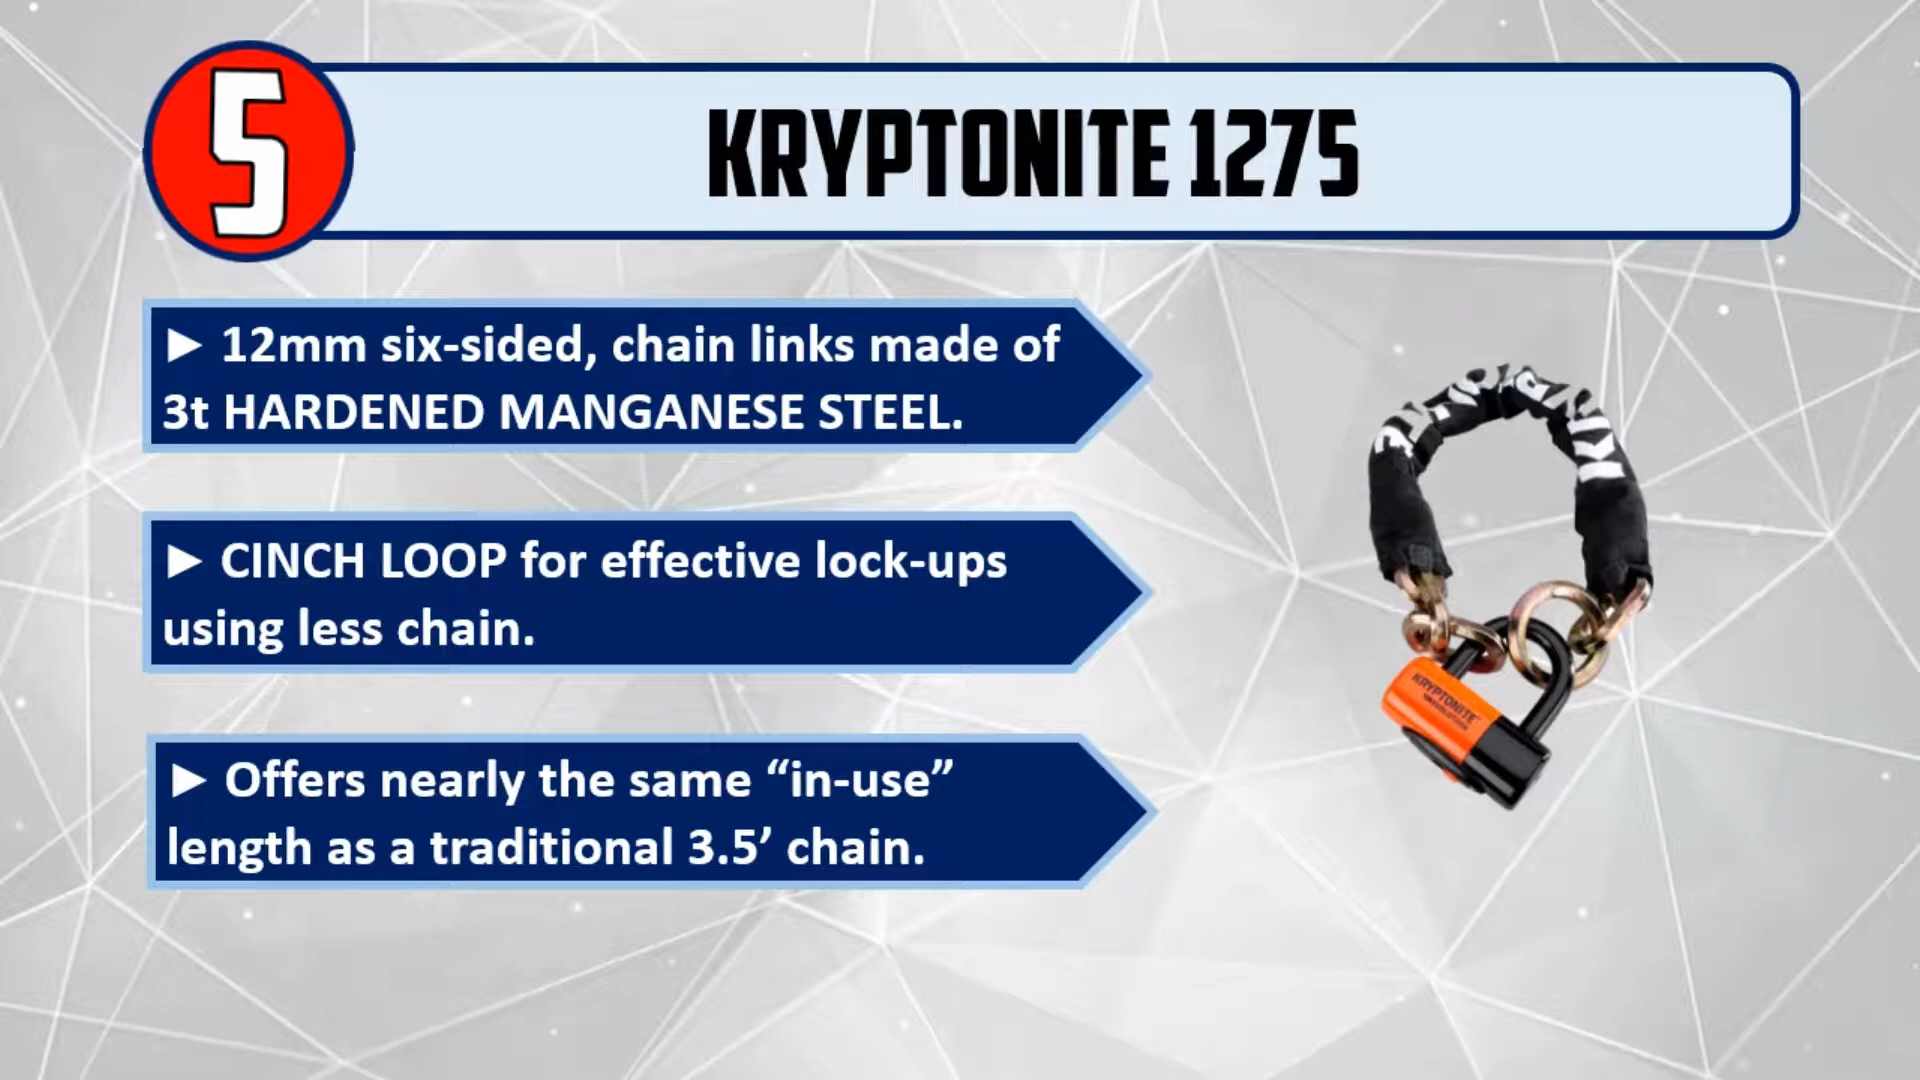 5
KRYPTONITE 1275
► 12mm six-sided, chain links made of
3t HARDENED MANGANESE STEEL.
► CINCH LOOP for effective lock-ups
using less chain.
► Offers nearly the same “in-use”
length as a traditional 3.5’ chain.
KRYPTONITE